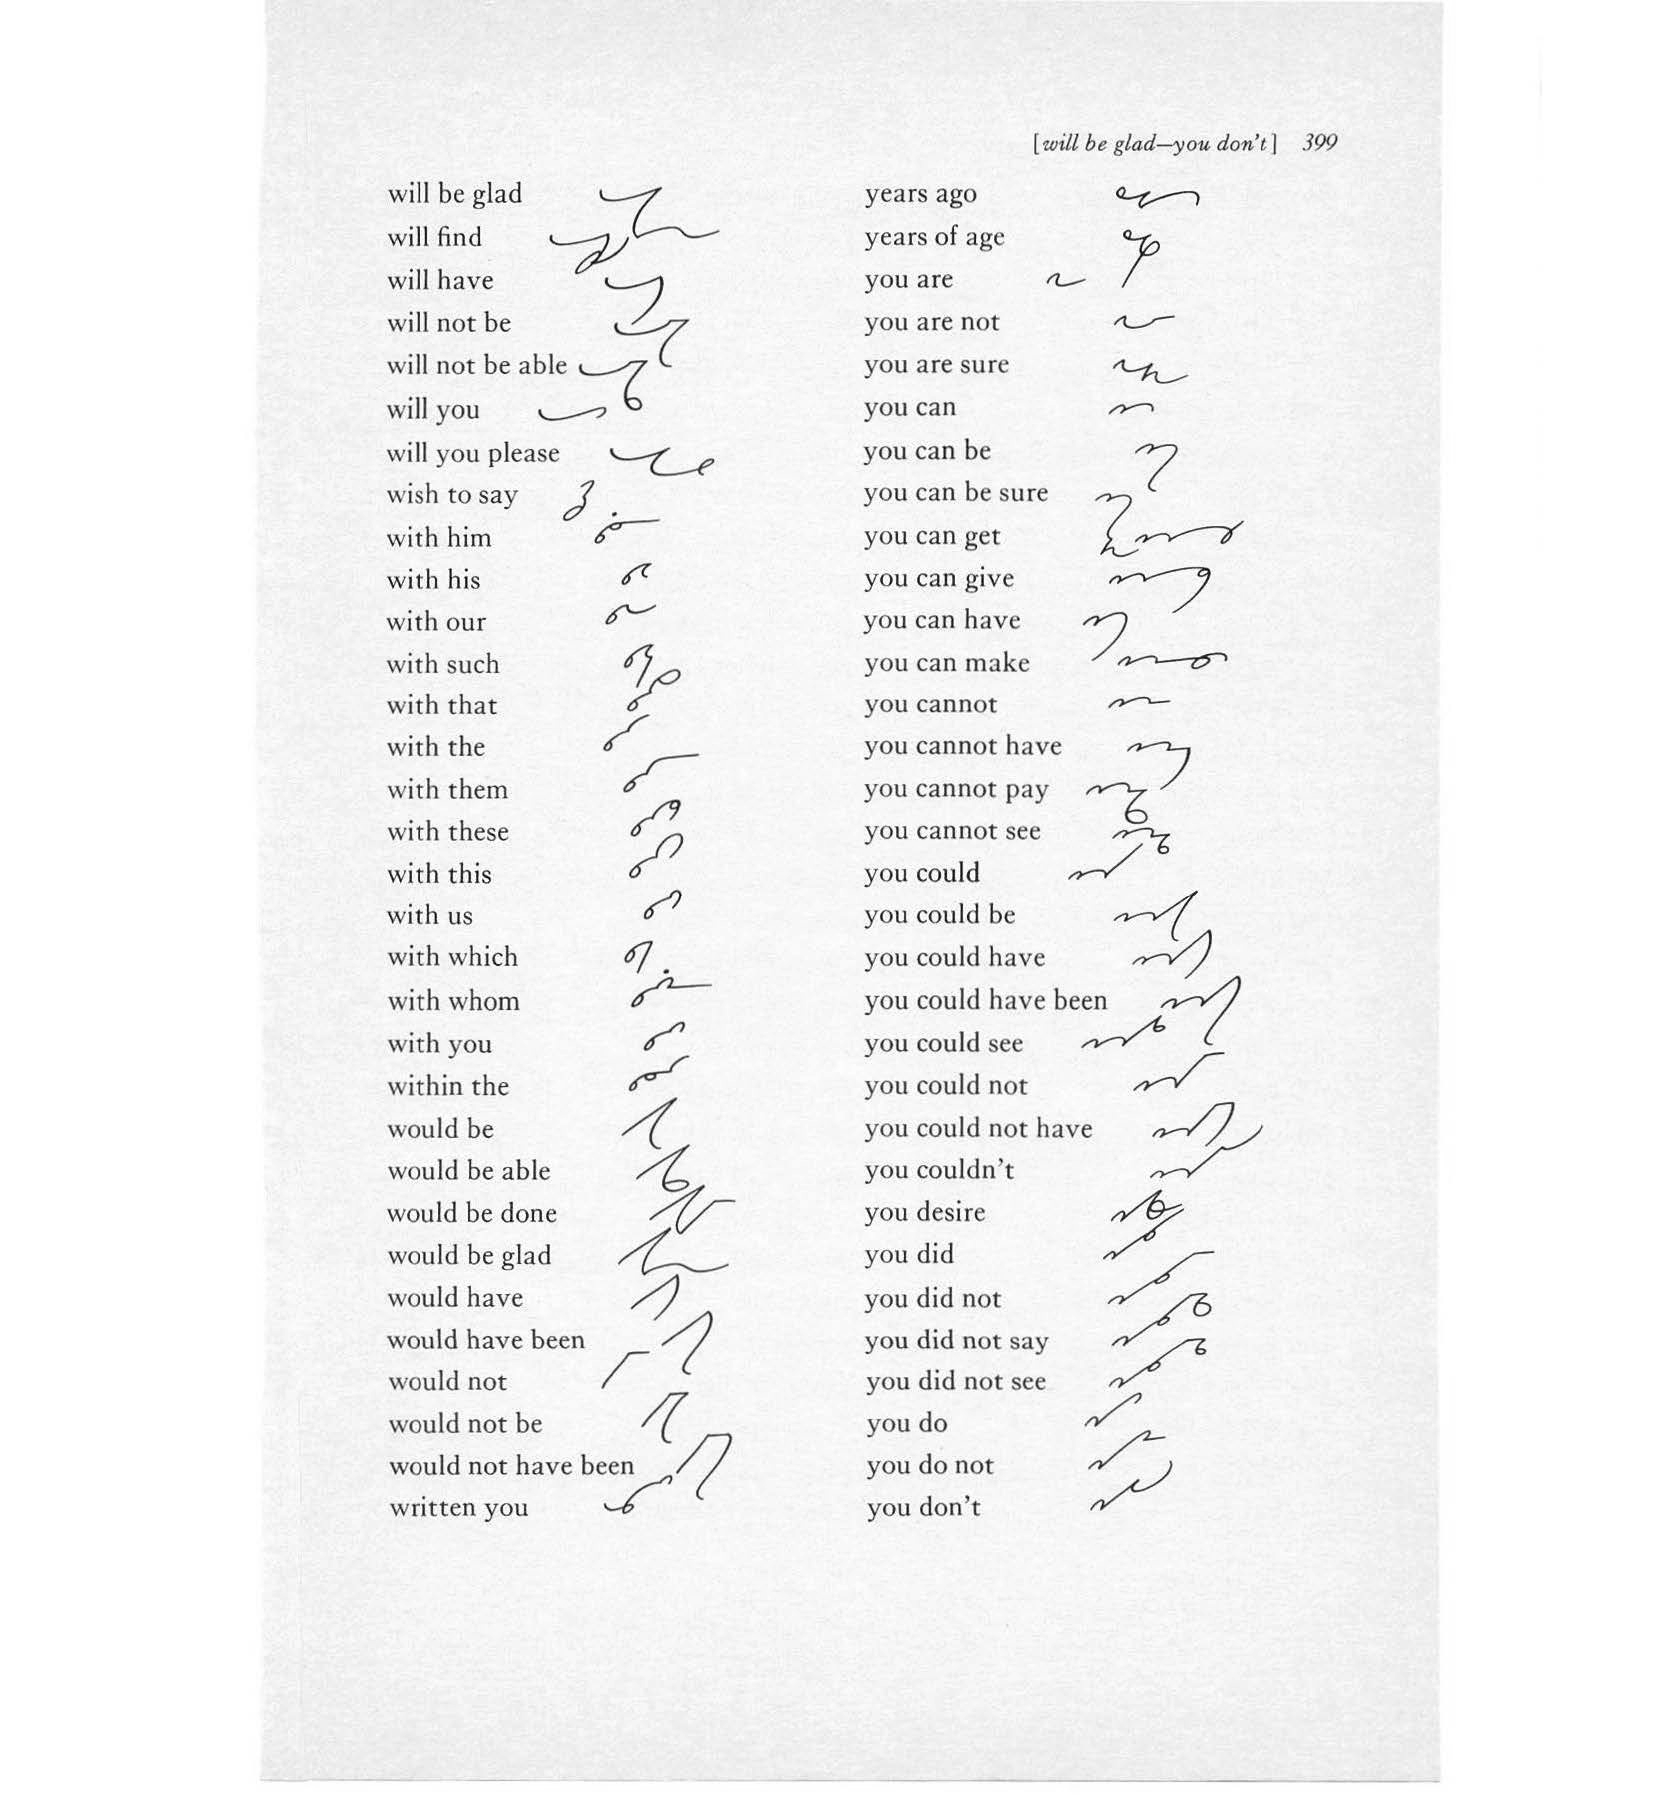 [will be glad—you don't] 399
will be glad
will find
will have
will not be
will not be able
will you
will you please
wish to say
with him
with his
with our
with such
with that
with the
with them
with these
with this
with us
with which
with whom
with you
within the
would be
would be able
would be done
would be glad
would have
would have been
would not
would not be
would not have been
written you
years ago
years of age
you are
you are not
you are sure
you can
you can be
you can be sure
you can get
you can give
you can have
you can make
you cannot
you cannot have
you cannot pay
you cannot see
you could
you could be
you could have
you could have been
you could see
you could not
you could not have
you couldn't
you desire
you did
you did not
you did not say
you did not see
you do
you do not
you don't